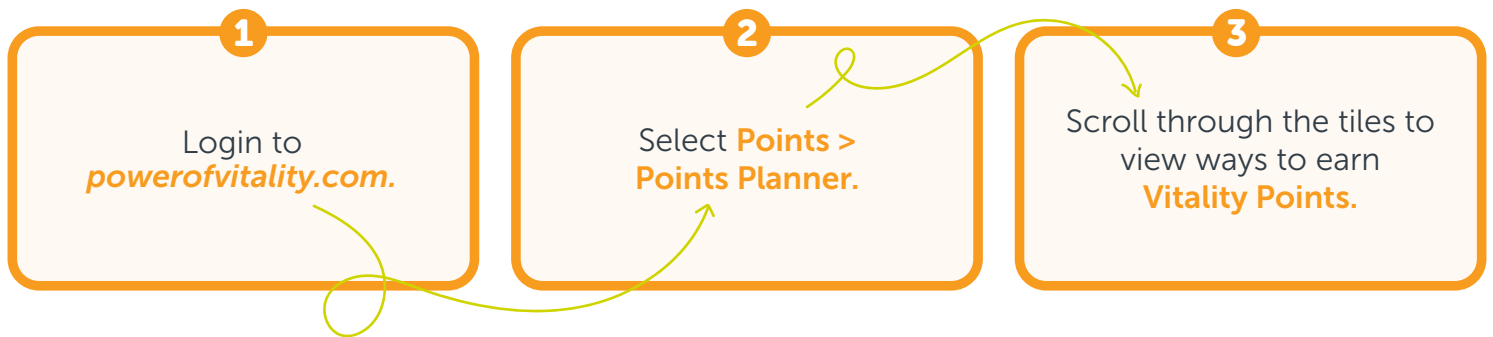 1
Login to
powerofvitality.com.
2
Select Points >
Points Planner.
3
Scroll through the tiles to
view ways to earn
Vitality Points.